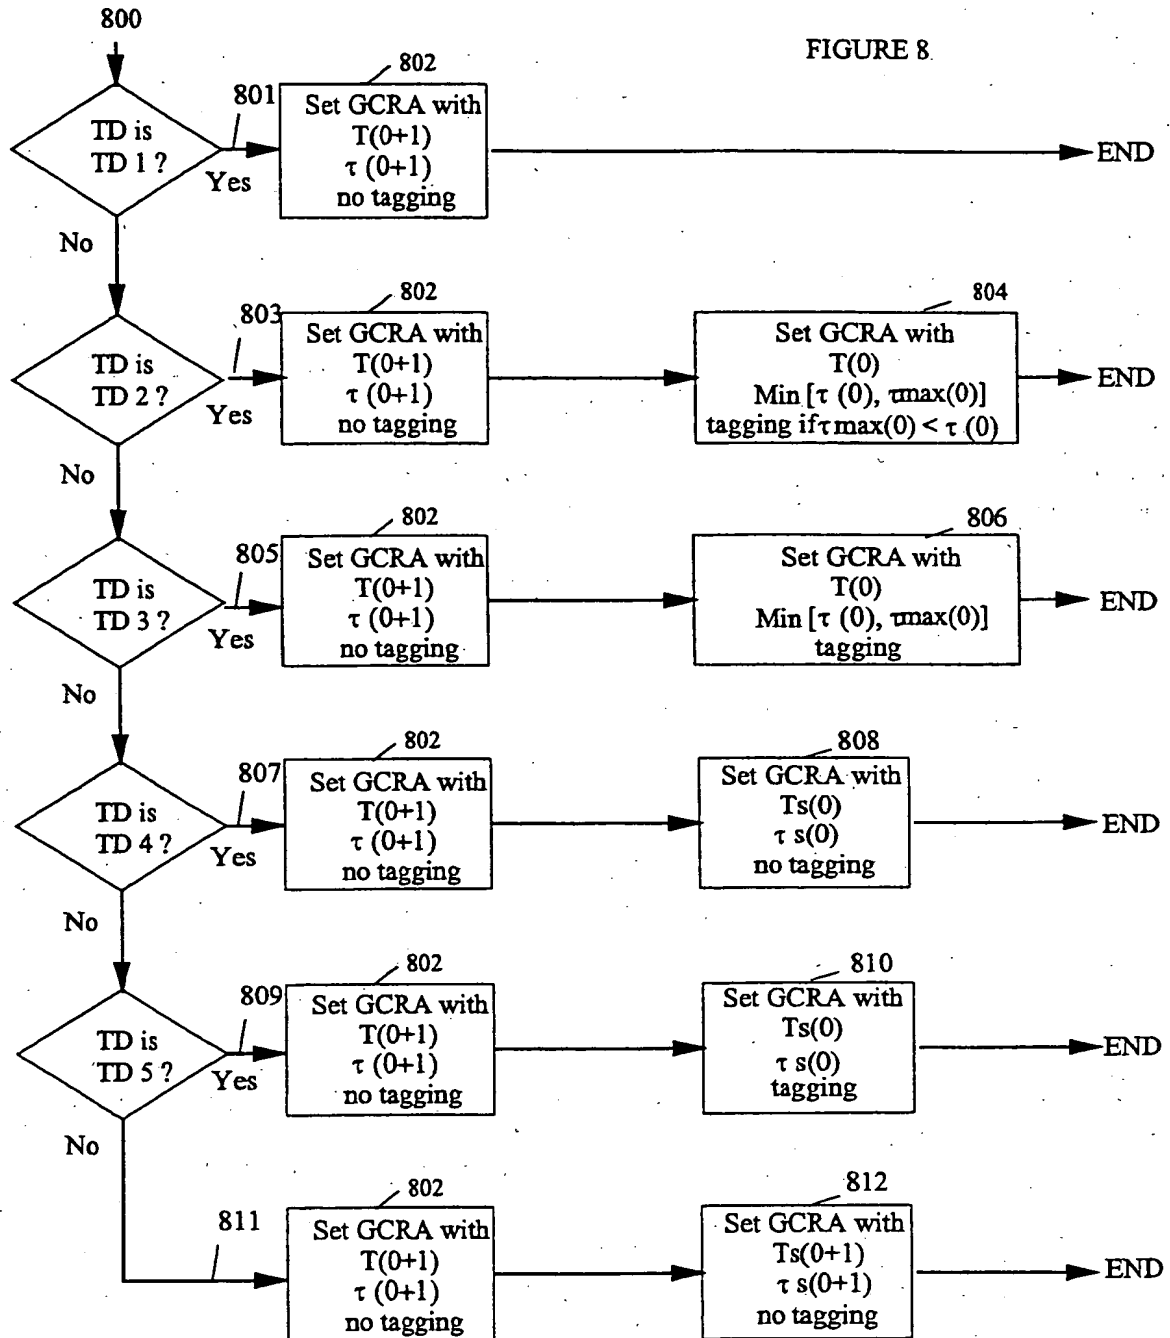 800
FIGURE 8
TD is
TD 1 ?
801
Yes
No
802
Set GCRA with
T(0+1)
τ (0+1)
no tagging
END
TD is
TD 2 ?
803
Yes
No
802
Set GCRA with
T(0+1)
τ (0+1)
no tagging
804
Set GCRA with
T(0)
Min [τ (0), τmax(0)]
tagging if τ max(0) < τ (0)
END
TD is
TD 3 ?
805
Yes
No
802
Set GCRA with
T(0+1)
τ (0+1)
no tagging
806
Set GCRA with
T(0)
Min [τ (0), τmax(0)]
tagging
END
TD is
TD 4 ?
807
Yes
No
802
Set GCRA with
T(0+1)
τ (0+1)
no tagging
808
Set GCRA with
Ts(0)
τ s(0)
no tagging
END
TD is
TD 5 ?
809
Yes
No
802
Set GCRA with
T(0+1)
τ (0+1)
no tagging
810
Set GCRA with
Ts(0)
τ s(0)
tagging
END
811
802
Set GCRA with
T(0+1)
τ (0+1)
no tagging
812
Set GCRA with
Ts(0+1)
τ s(0+1)
no tagging
END